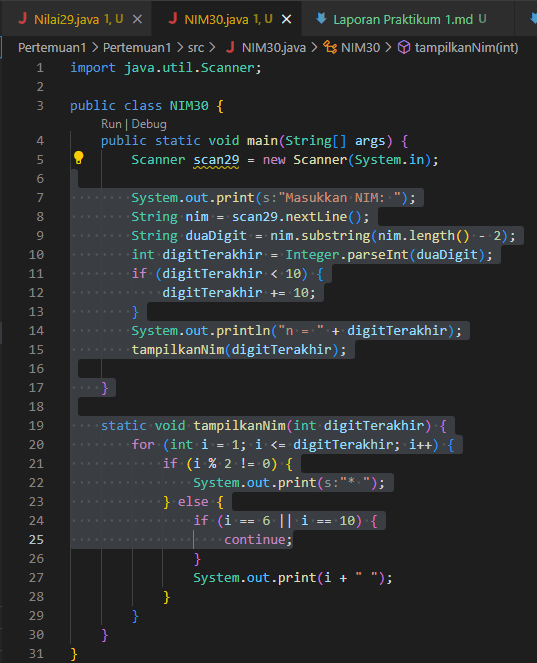 Nilai29.java 1, U × NIM30.java 1, U × Laporan Praktikum 1.md U
Pertemuan1 > Pertemuan1 > src > NIM30.java > NIM30 > tampilkanNim(int)
1 import java.util.Scanner;
2
3 public class NIM30 {
Run | Debug
4 public static void main(String[] args) {
5 Scanner scan29 = new Scanner(System.in);
6
7 System.out.print(s:"Masukkan NIM: ");
8 String nim = scan29.nextLine();
9 String duaDigit = nim.substring(nim.length() - 2);
10 int digitTerakhir = Integer.parseInt(duaDigit);
11 if (digitTerakhir < 10) {
12 digitTerakhir += 10;
13 }
14 System.out.println("n = " + digitTerakhir);
15 tampilkanNim(digitTerakhir);
16
17 }
18
19 static void tampilkanNim(int digitTerakhir) {
20 for (int i = 1; i <= digitTerakhir; i++) {
21 if (i % 2 != 0) {
22 System.out.print(s:"* ");
23 } else {
24 if (i == 6 || i == 10) {
25 continue;
26 }
27 System.out.print(i + " ");
28 }
29 }
30 }
31 }